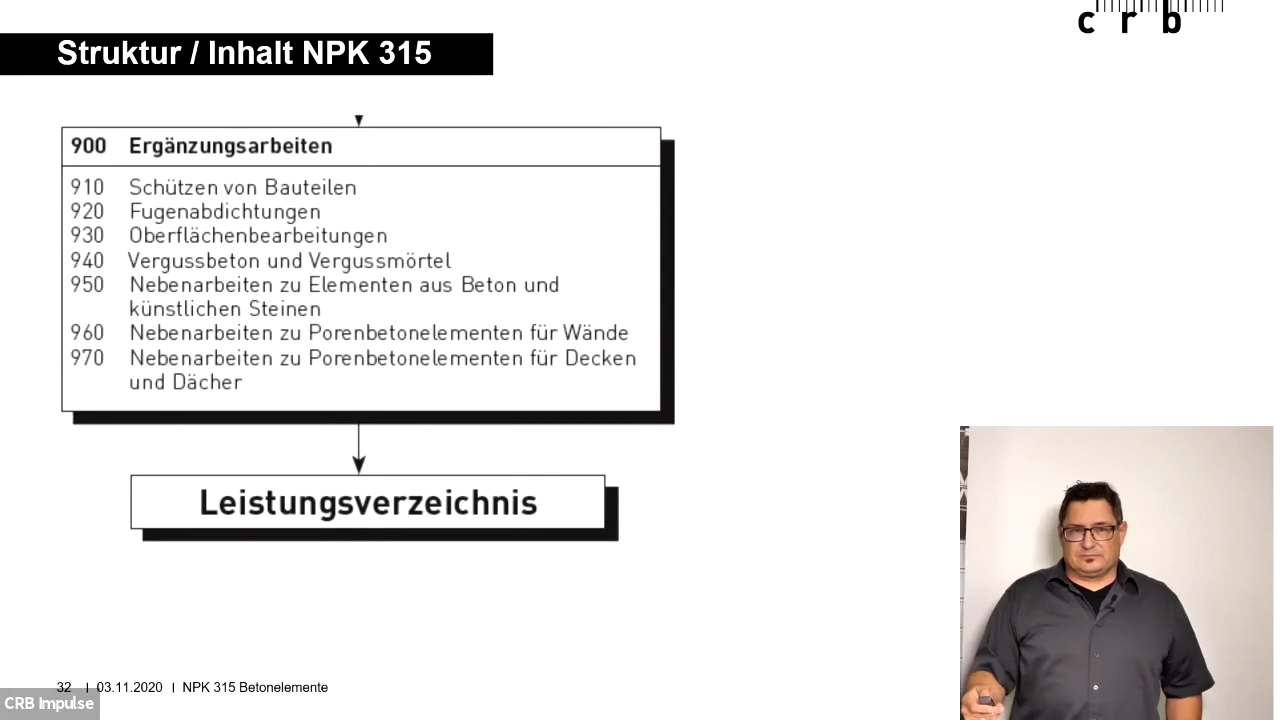 crb
Struktur / Inhalt NPK 315
900 Ergänzungsarbeiten
910 Schützen von Bauteilen
920 Fugenabdichtungen
930 Oberflächenbearbeitungen
940 Vergussbeton und Vergussmörtel
950 Nebenarbeiten zu Elementen aus Beton und
künstlichen Steinen
960 Nebenarbeiten zu Porenbetonelementen für Wände
970 Nebenarbeiten zu Porenbetonelementen für Decken
und Dächer
Leistungsverzeichnis
32 | 03.11.2020 | NPK 315 Betonelemente
CRB Impulse